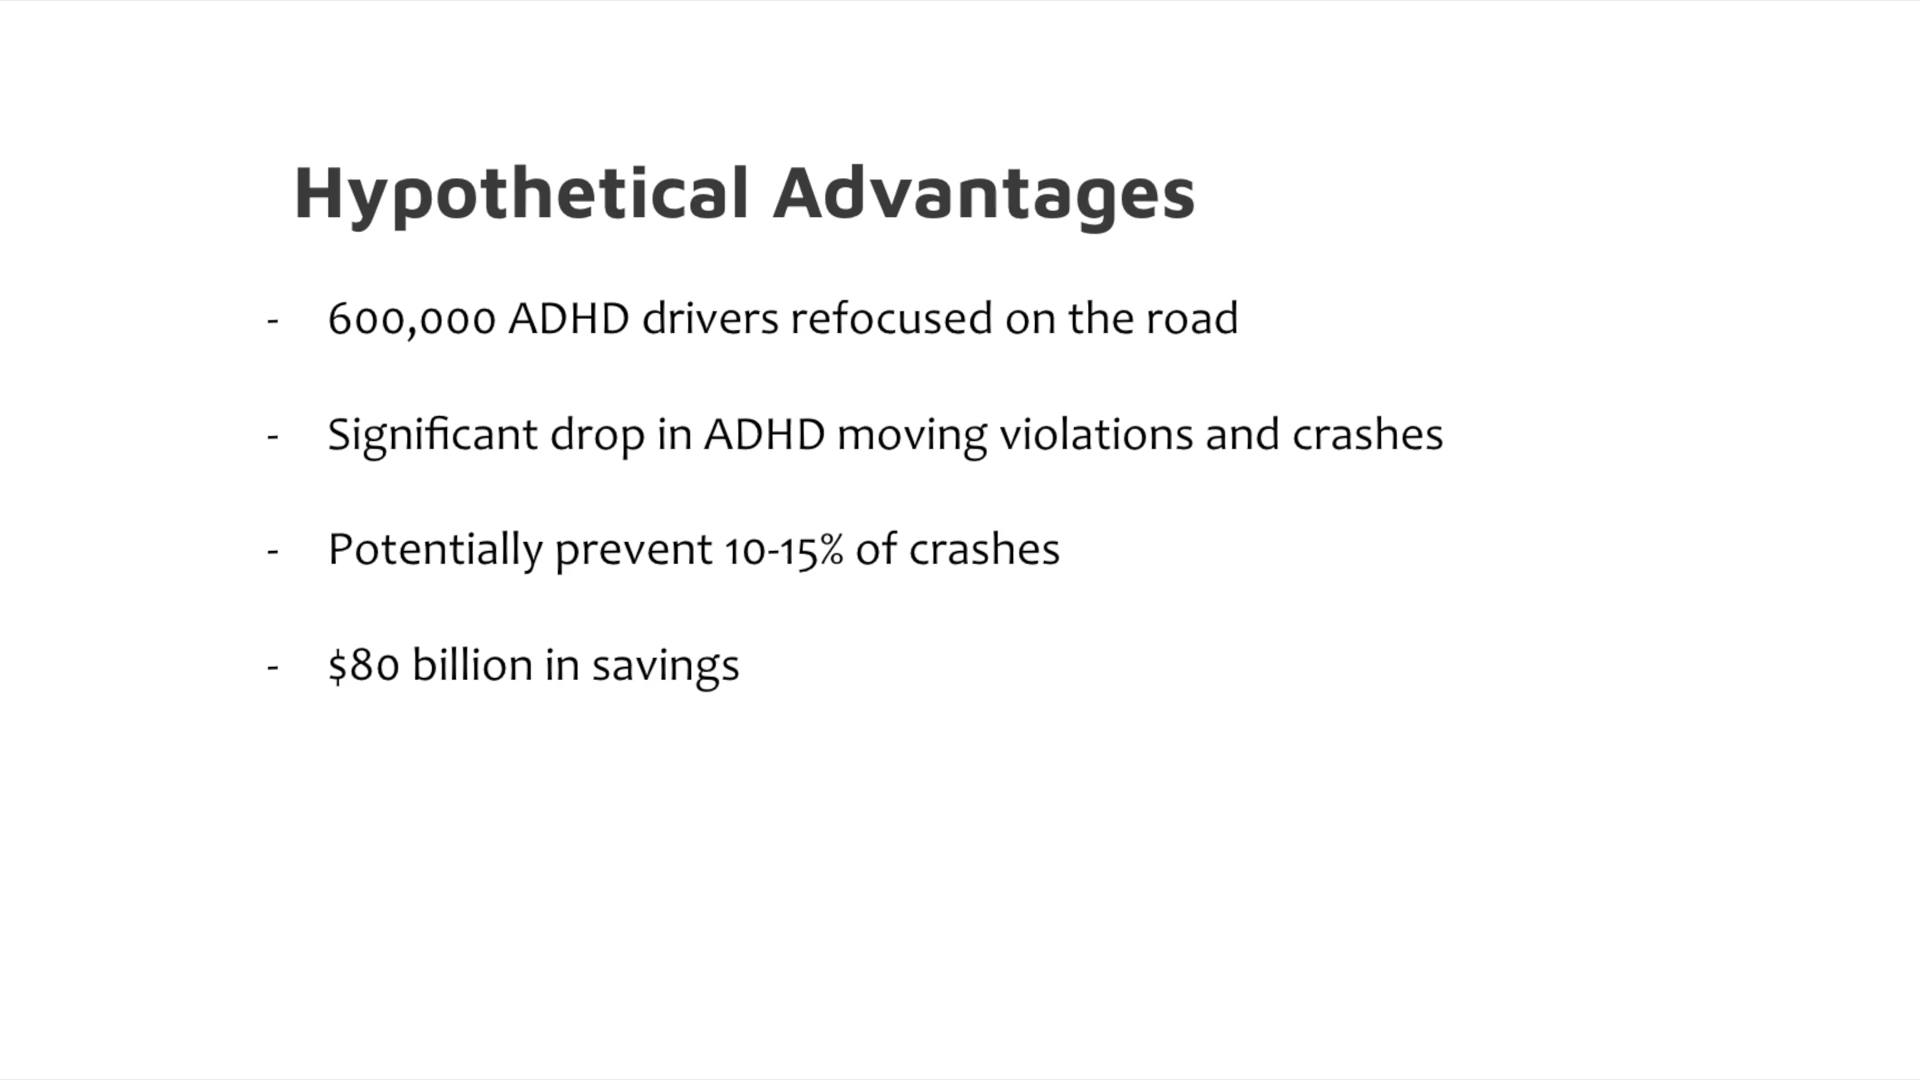 Hypothetical Advantages
- 600,000 ADHD drivers refocused on the road
- Significant drop in ADHD moving violations and crashes
- Potentially prevent 10-15% of crashes
- $80 billion in savings